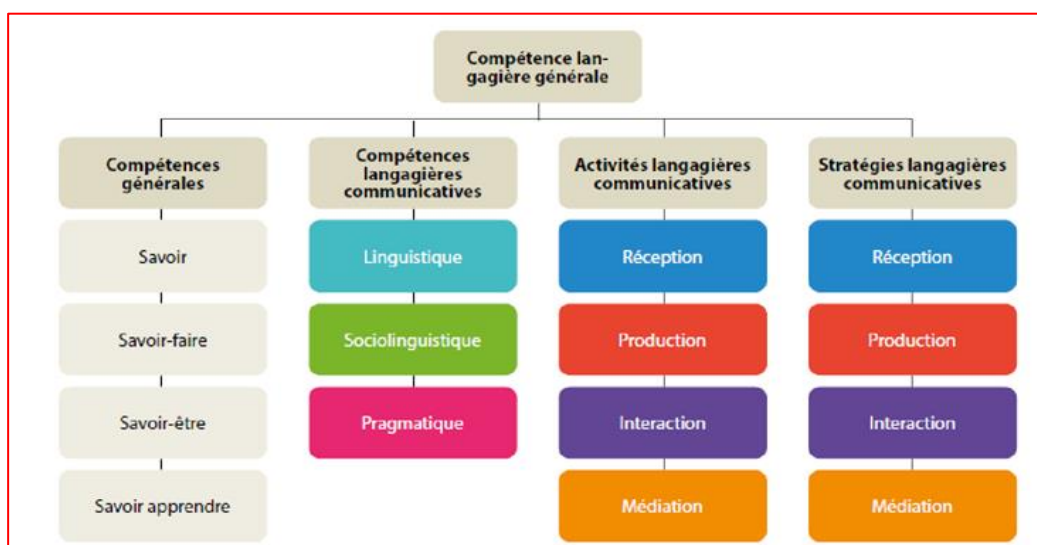 Compétence lan-
gagière générale
Compétences
générales
Savoir
Savoir-faire
Savoir-être
Savoir apprendre
Compétences
langagières
communicatives
Linguistique
Sociolinguistique
Pragmatique
Activités langagières
communicatives
Réception
Production
Interaction
Médiation
Stratégies langagières
communicatives
Réception
Production
Interaction
Médiation